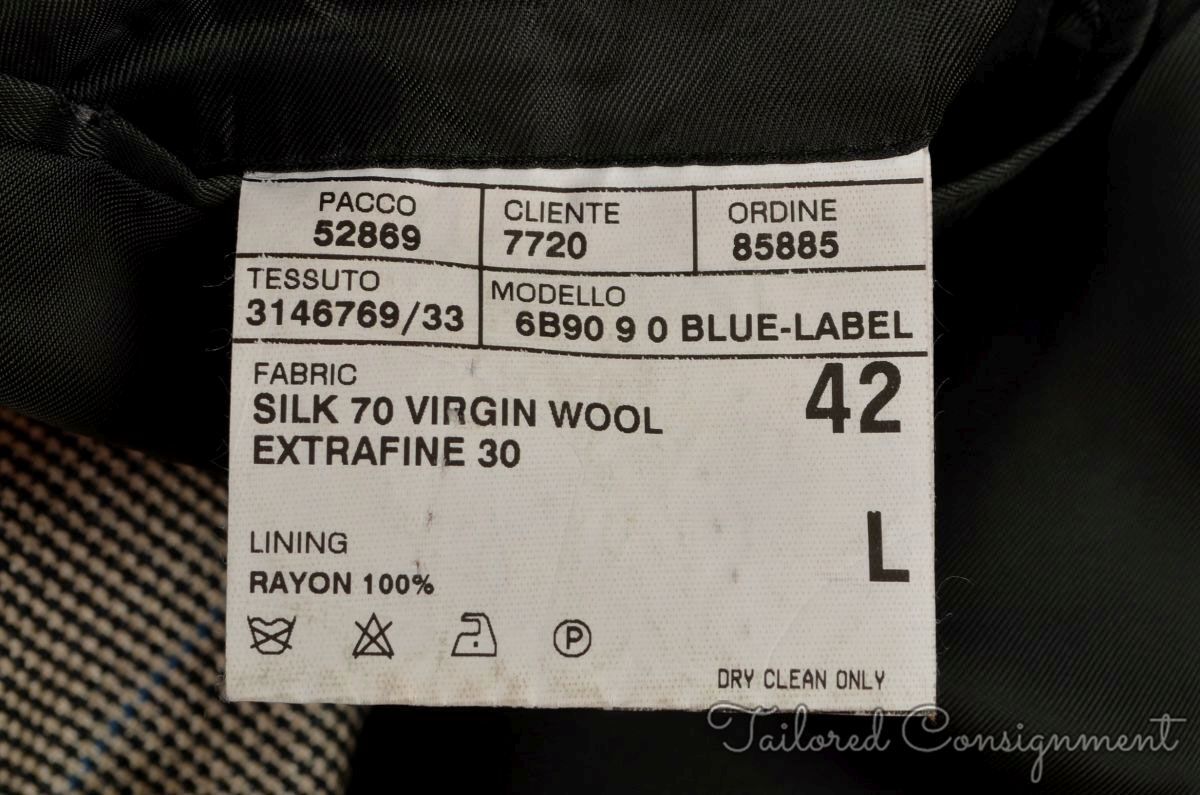 PACCO
52869
CLIENTE
7720
ORDINE
85885
TESSUTO
3146769/33
MODELLO
6B90 9 0 BLUE-LABEL
FABRIC
SILK 70 VIRGIN WOOL
EXTRAFINE 30
42
L
LINING
RAYON 100%
P
DRY CLEAN ONLY
Tailored Consignment